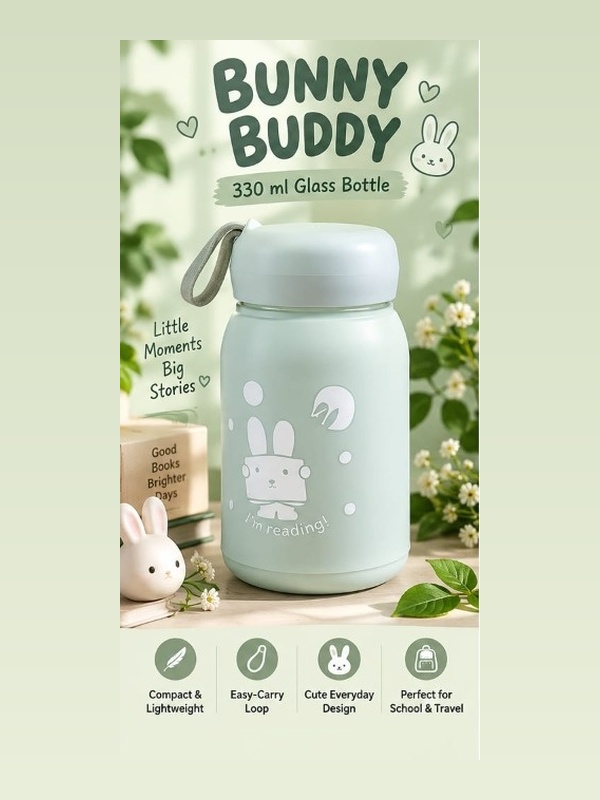 BUNNY
BUDDY
330 ml Glass Bottle
Little
Moments
Big
Stories
Good
Books
Brighter
Days
I'm reading!
Compact &
Lightweight
Easy-Carry
Loop
Cute Everyday
Design
Perfect for
School & Travel